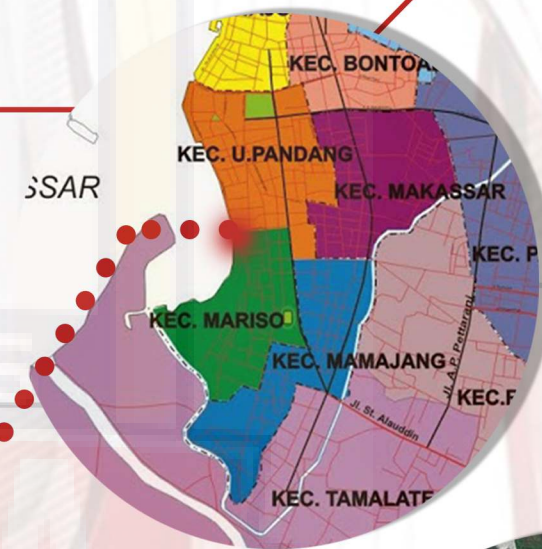 KEC. BONTOA
KEC. U.PANDANG
SSAR
KEC. MAKASSAR
KEC. P
KEC. MARISO
KEC. MAMAJANG
Jl. A.P. Pettarani
KEC.
Jl. St. Alauddin
KEC. TAMALATE